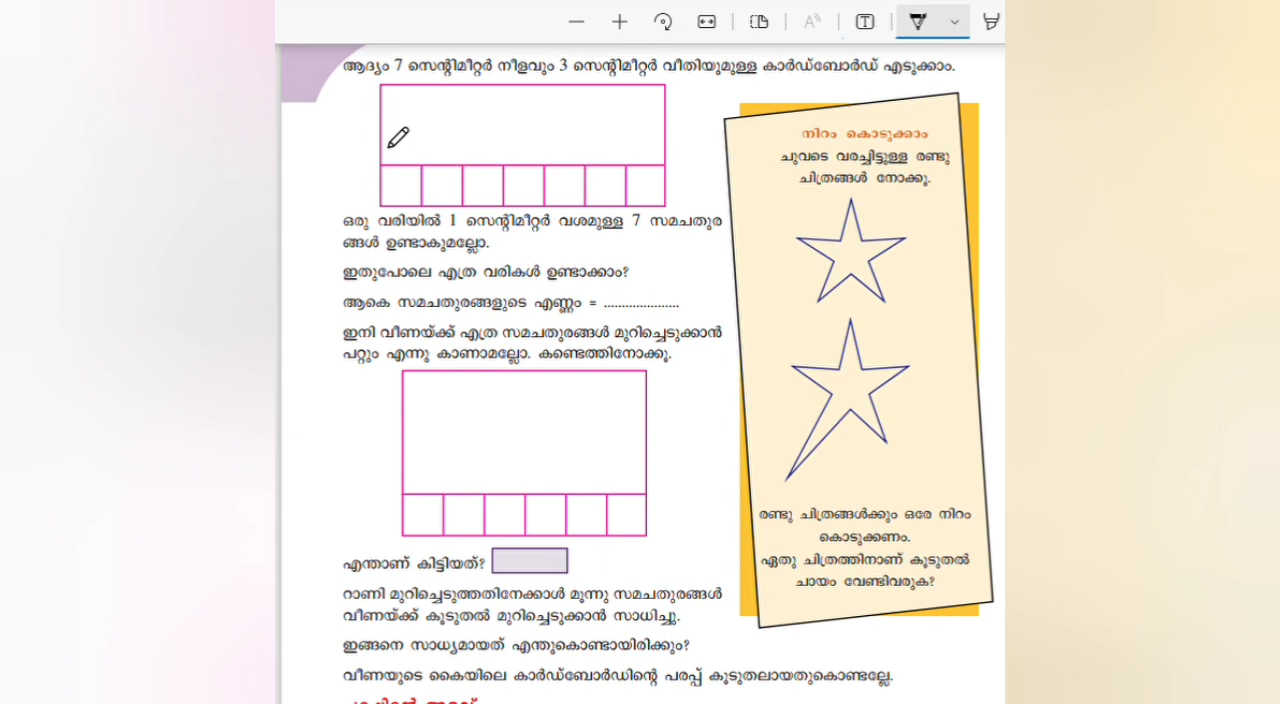 ആദ്യം 7 സെന്റിമീറ്റർ നീളവും 3 സെന്റിമീറ്റർ വീതിയുമുള്ള കാർഡ്ബോർഡ് എടുക്കാം.
ഒരു വരിയിൽ 1 സെന്റിമീറ്റർ വശമുള്ള 7 സമചതുര
ങ്ങൾ ഉണ്ടാകുമല്ലോ.
ഇതുപോലെ എത്ര വരികൾ ഉണ്ടാക്കാം?
ആകെ സമചതുരങ്ങളുടെ എണ്ണം = .....................
ഇനി വീണയ്ക്ക് എത്ര സമചതുരങ്ങൾ മുറിച്ചെടുക്കാൻ
പറ്റും എന്നു കാണാമല്ലോ. കണ്ടെത്തിനോക്കൂ.
എന്താണ് കിട്ടിയത്?
റാണി മുറിച്ചെടുത്തതിനേക്കാൾ മൂന്നു സമചതുരങ്ങൾ
വീണയ്ക്ക് കൂടുതൽ മുറിച്ചെടുക്കാൻ സാധിച്ചു.
ഇങ്ങനെ സാധ്യമായത് എന്തുകൊണ്ടായിരിക്കും?
വീണയുടെ കൈയിലെ കാർഡ്ബോർഡിന്റെ പരപ്പ് കൂടുതലായതുകൊണ്ടല്ലേ.
നിറം കൊടുക്കാം
ചുവടെ വരച്ചിട്ടുള്ള രണ്ടു
ചിത്രങ്ങൾ നോക്കൂ.
രണ്ടു ചിത്രങ്ങൾക്കും ഒരേ നിറം
കൊടുക്കണം.
ഏതു ചിത്രത്തിനാണ് കൂടുതൽ
ചായം വേണ്ടിവരുക?